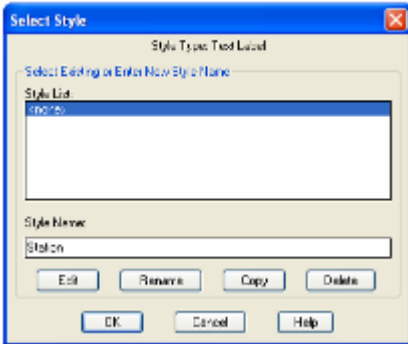 Select Style
Style Type: Text Label
Select Existing or Enter New Style Name
Style List:
<none>
Style Name:
Station
Edit Rename Copy Delete
OK Cancel Help